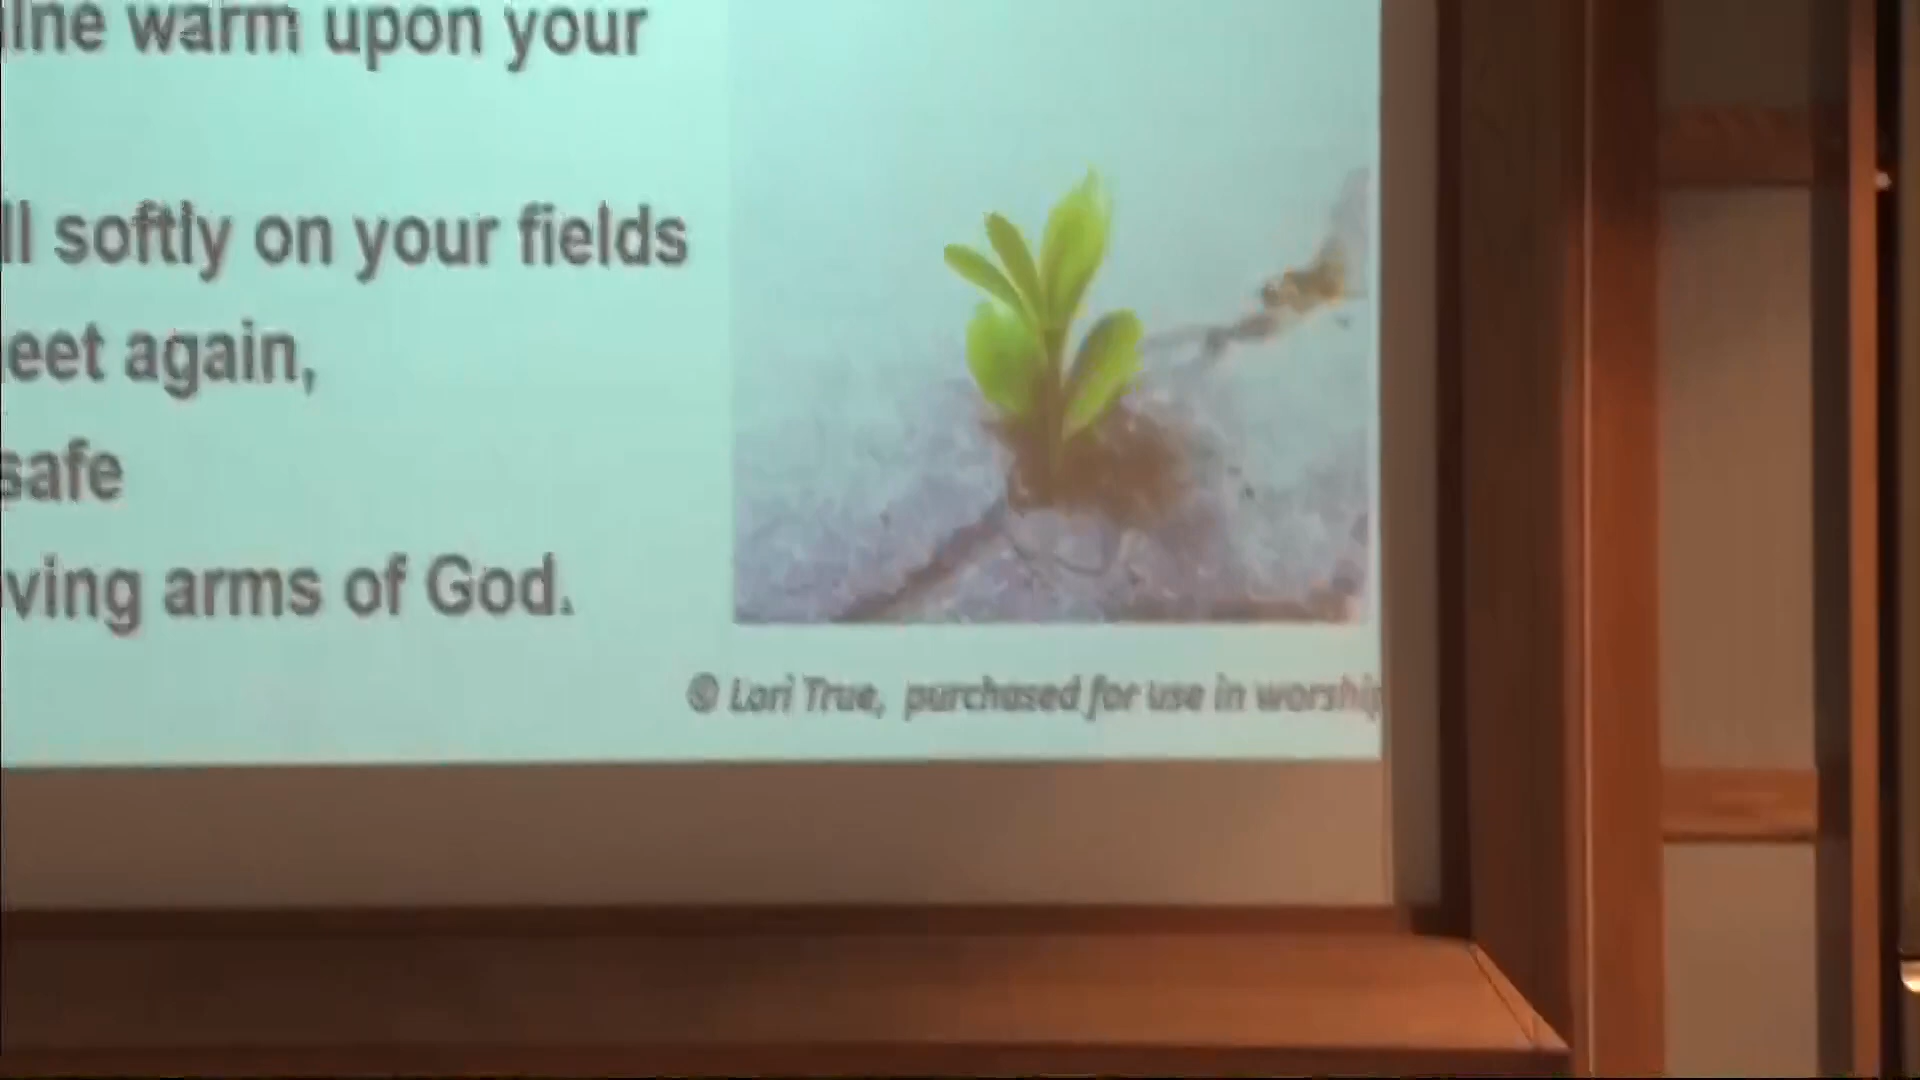 ine warm upon your
ll softly on your fields
eet again,
safe
ving arms of God.
© Lori True, purchased for use in worship